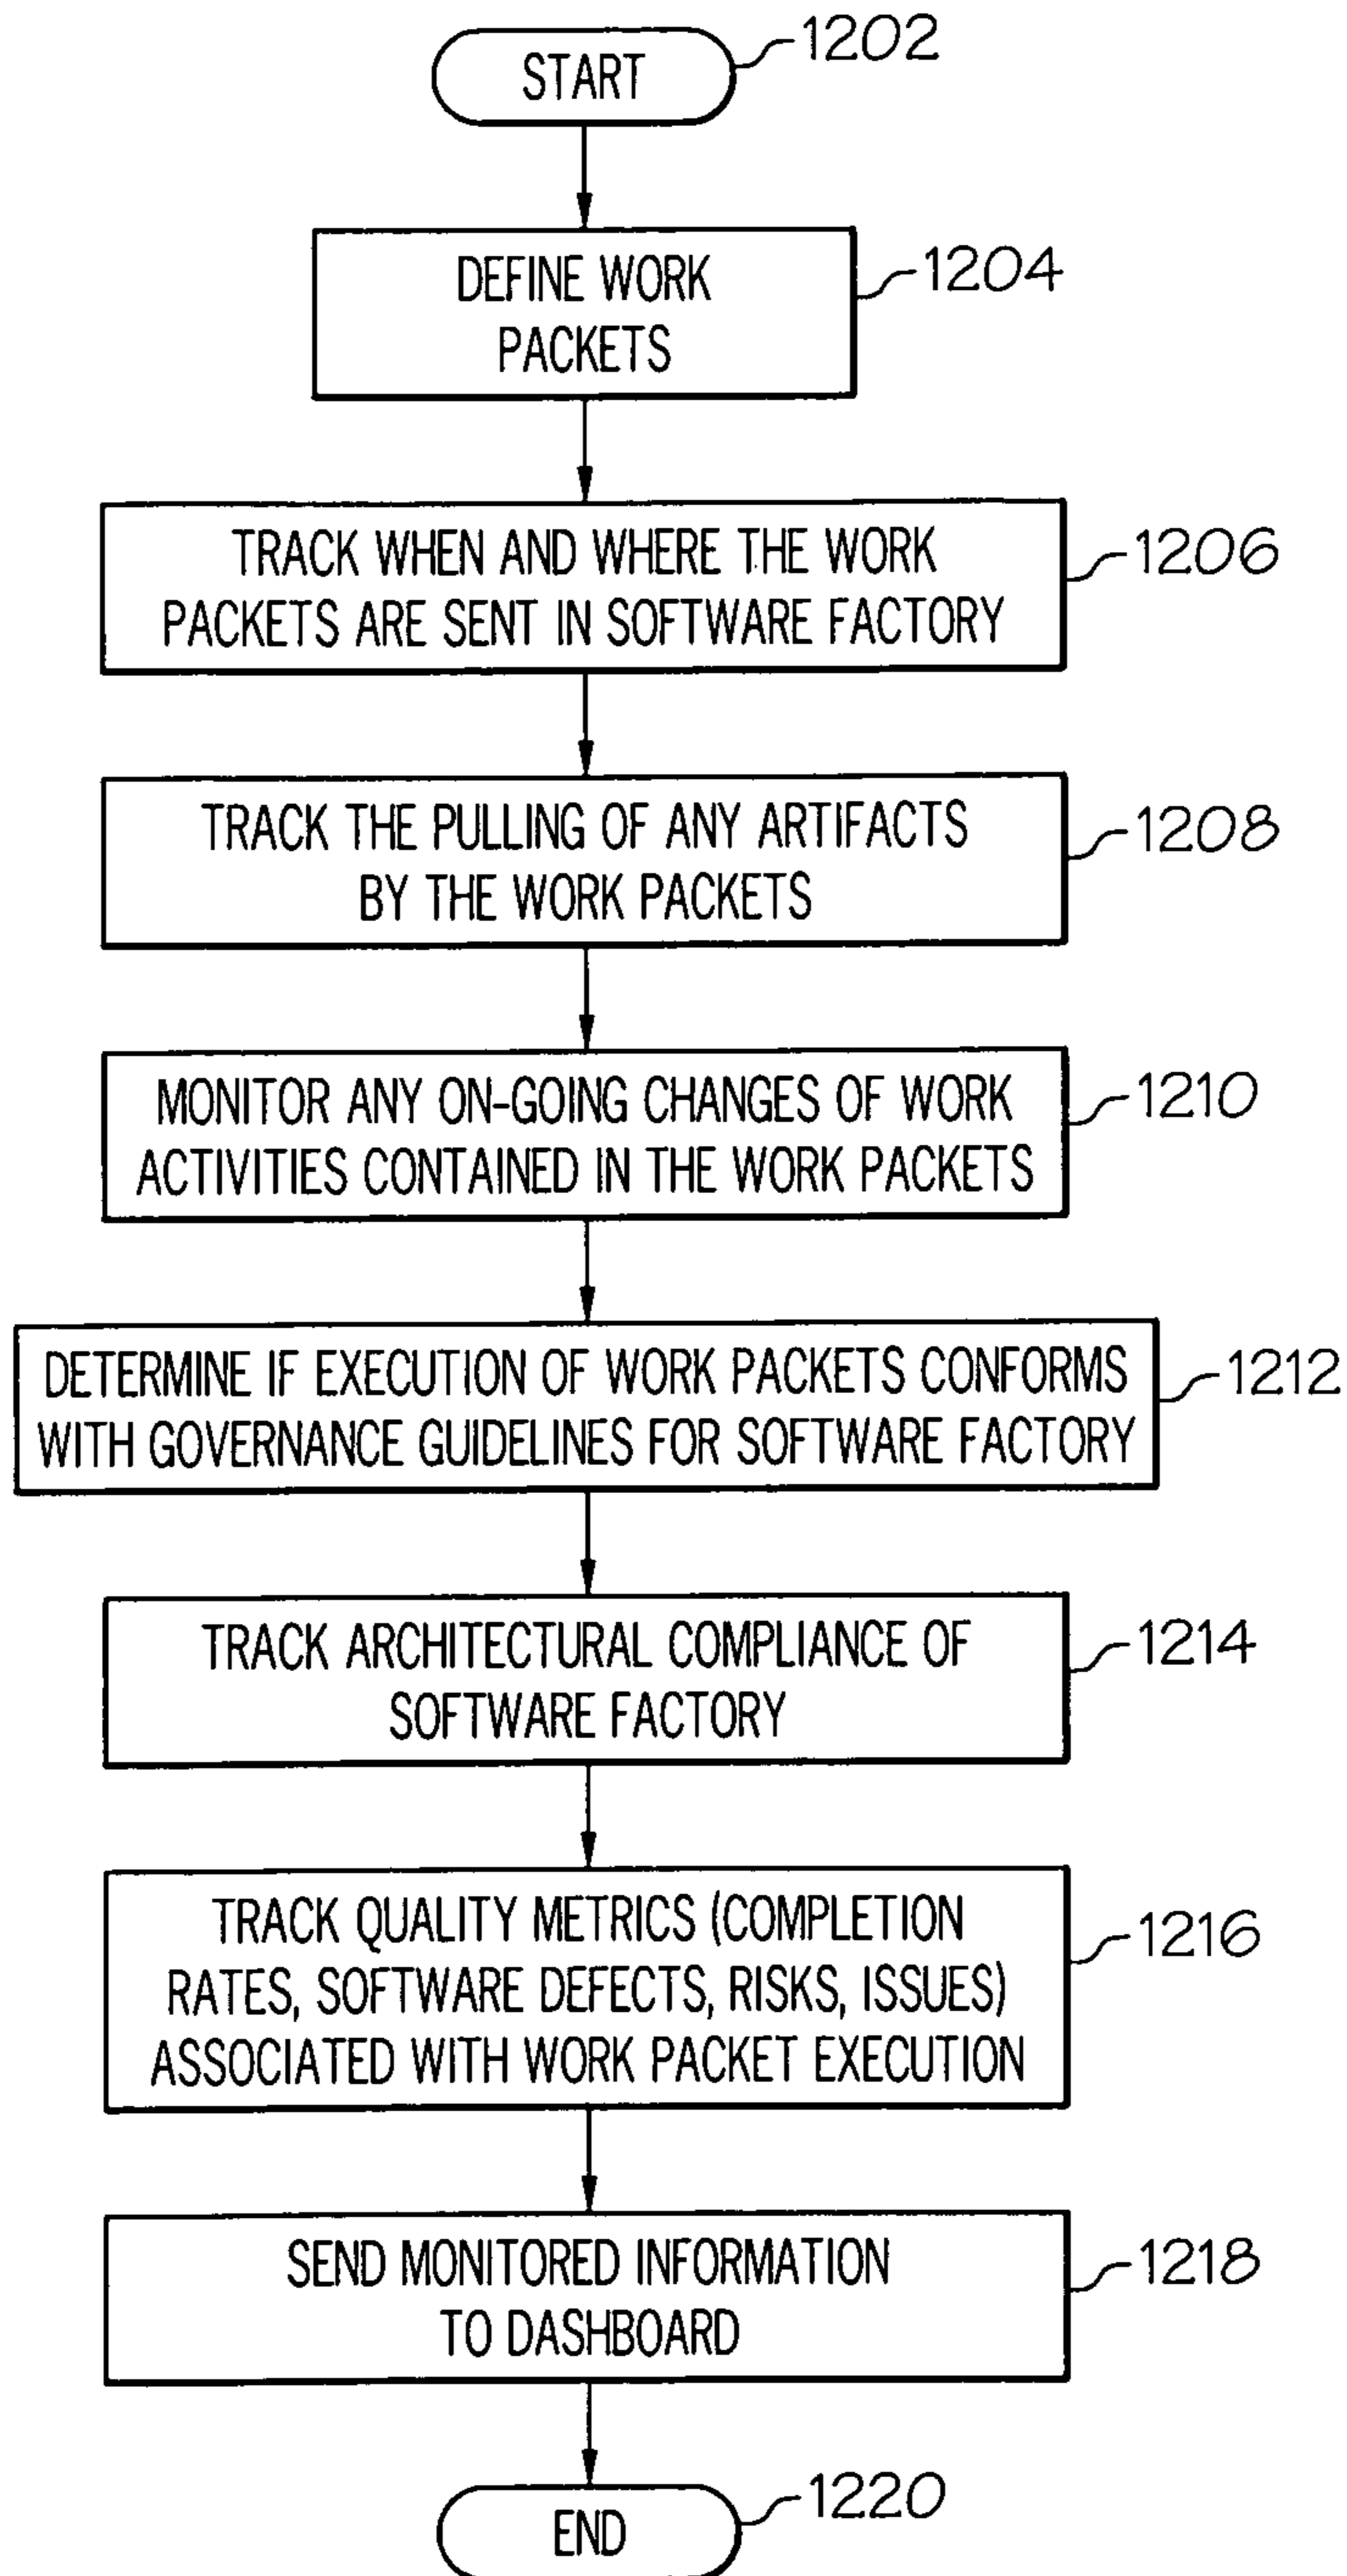 START
1202
DEFINE WORK
PACKETS
1204
TRACK WHEN AND WHERE THE WORK
PACKETS ARE SENT IN SOFTWARE FACTORY
1206
TRACK THE PULLING OF ANY ARTIFACTS
BY THE WORK PACKETS
1208
MONITOR ANY ON-GOING CHANGES OF WORK
ACTIVITIES CONTAINED IN THE WORK PACKETS
1210
DETERMINE IF EXECUTION OF WORK PACKETS CONFORMS
WITH GOVERNANCE GUIDELINES FOR SOFTWARE FACTORY
1212
TRACK ARCHITECTURAL COMPLIANCE OF
SOFTWARE FACTORY
1214
TRACK QUALITY METRICS (COMPLETION
RATES, SOFTWARE DEFECTS, RISKS, ISSUES)
ASSOCIATED WITH WORK PACKET EXECUTION
1216
SEND MONITORED INFORMATION
TO DASHBOARD
1218
END
1220